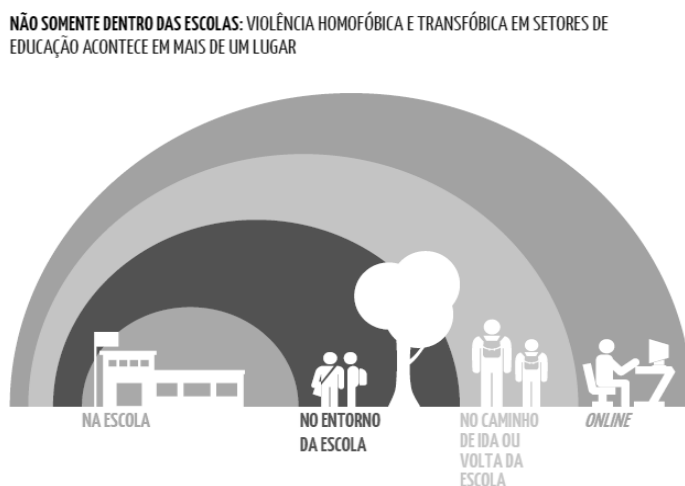 NÃO SOMENTE DENTRO DAS ESCOLAS: VIOLÊNCIA HOMOFÓBICA E TRANSFÓBICA EM SETORES DE
EDUCAÇÃO ACONTECE EM MAIS DE UM LUGAR
NA ESCOLA
NO ENTORNO
DA ESCOLA
NO CAMINHO
DE IDA OU
VOLTA DA
ESCOLA
ONLINE